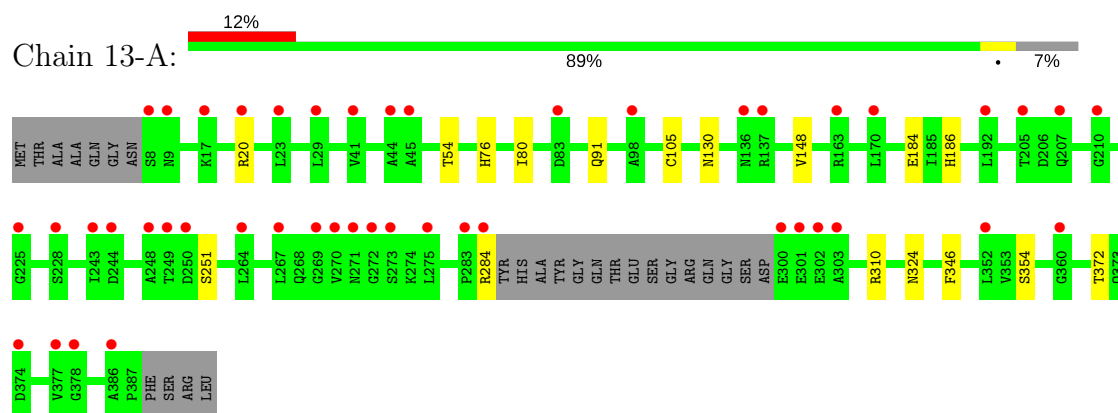 12%
Chain 13-A:
89% • 7%
MET THR ALA ALA GLN GLY ASN S8 N9 K17 R20 L23 L29 V41 A44 A45 T54 H76 I80 D83 Q91 A98 C105 N130 N136 R137 V148 R163 L170 E184 I185 H186 L192 T205 D206 Q207 G210
G225 S228 I243 D244 A248 T249 D250 S251 L264 L267 Q268 G269 V270 N271 G272 S273 K274 L275 P283 R284 TYR HIS ALA TYR GLY GLN THR GLU SER GLY ARG GLN GLY SER ASP E300 E301 E302 A303 R310 N324 F346 L352 V353 S354 G360 T372
D374 V377 G378 A386 P387 PHE SER ARG LEU